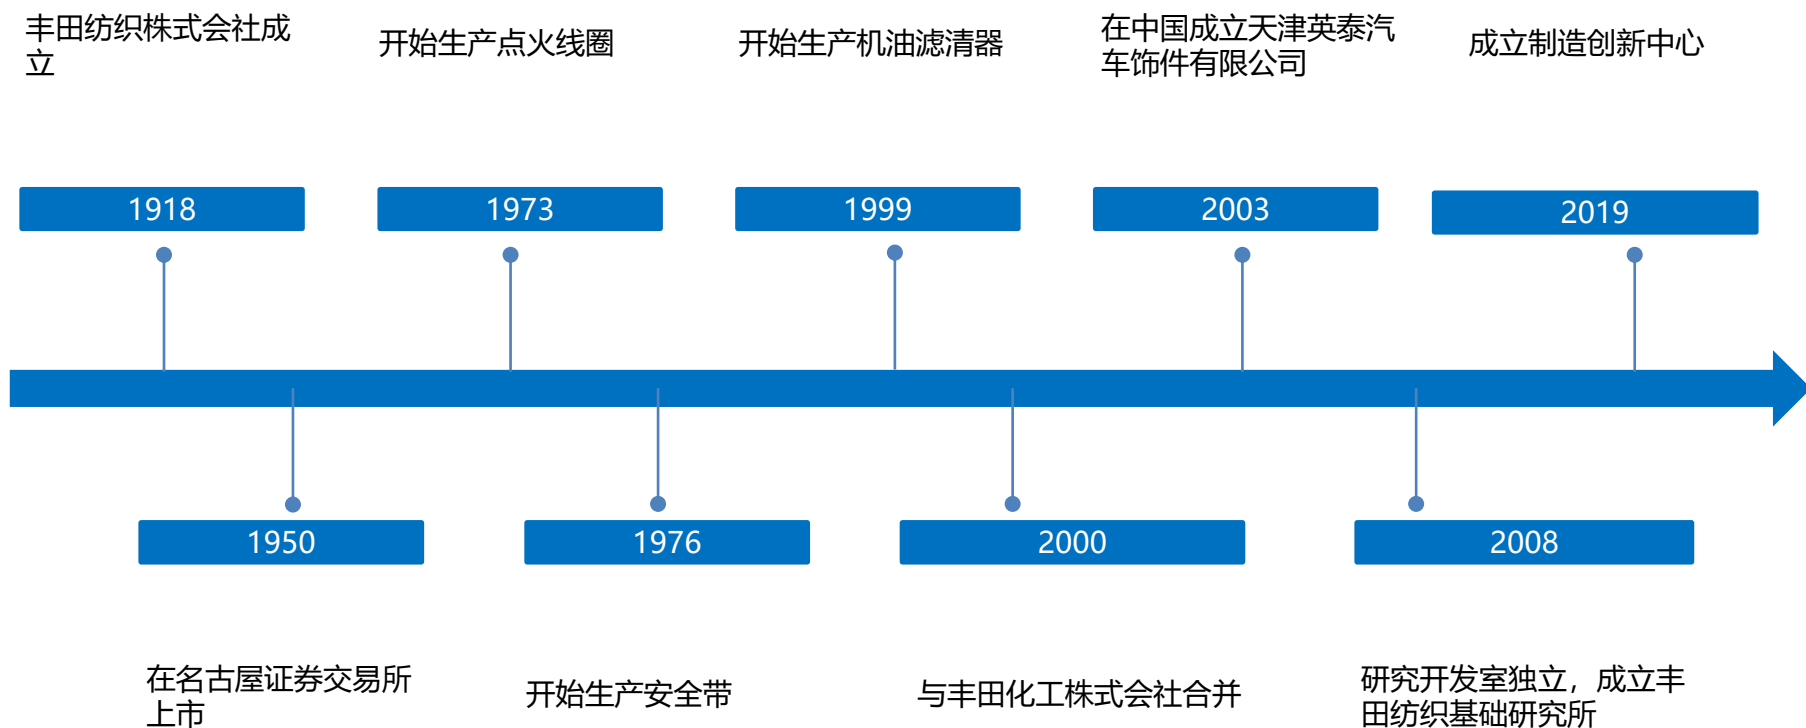 丰田纺织株式会社成
立
开始生产点火线圈
开始生产机油滤清器
在中国成立天津英泰汽
车饰件有限公司
成立制造创新中心
1918
1973
1999
2003
2019
1950
1976
2000
2008
在名古屋证券交易所
上市
开始生产安全带
与丰田化工株式会社合并
研究开发室独立，成立丰
田纺织基础研究所